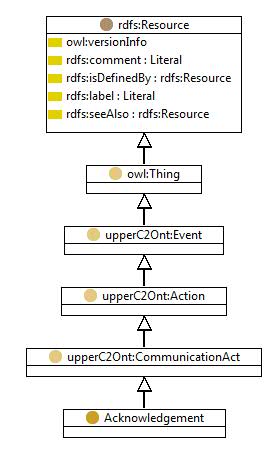 rdfs:Resource
owl:versionInfo
rdfs:comment : Literal
rdfs:isDefinedBy : rdfs:Resource
rdfs:label : Literal
rdfs:seeAlso : rdfs:Resource
owl:Thing
upperC2Ont:Event
upperC2Ont:Action
upperC2Ont:CommunicationAct
Acknowledgement